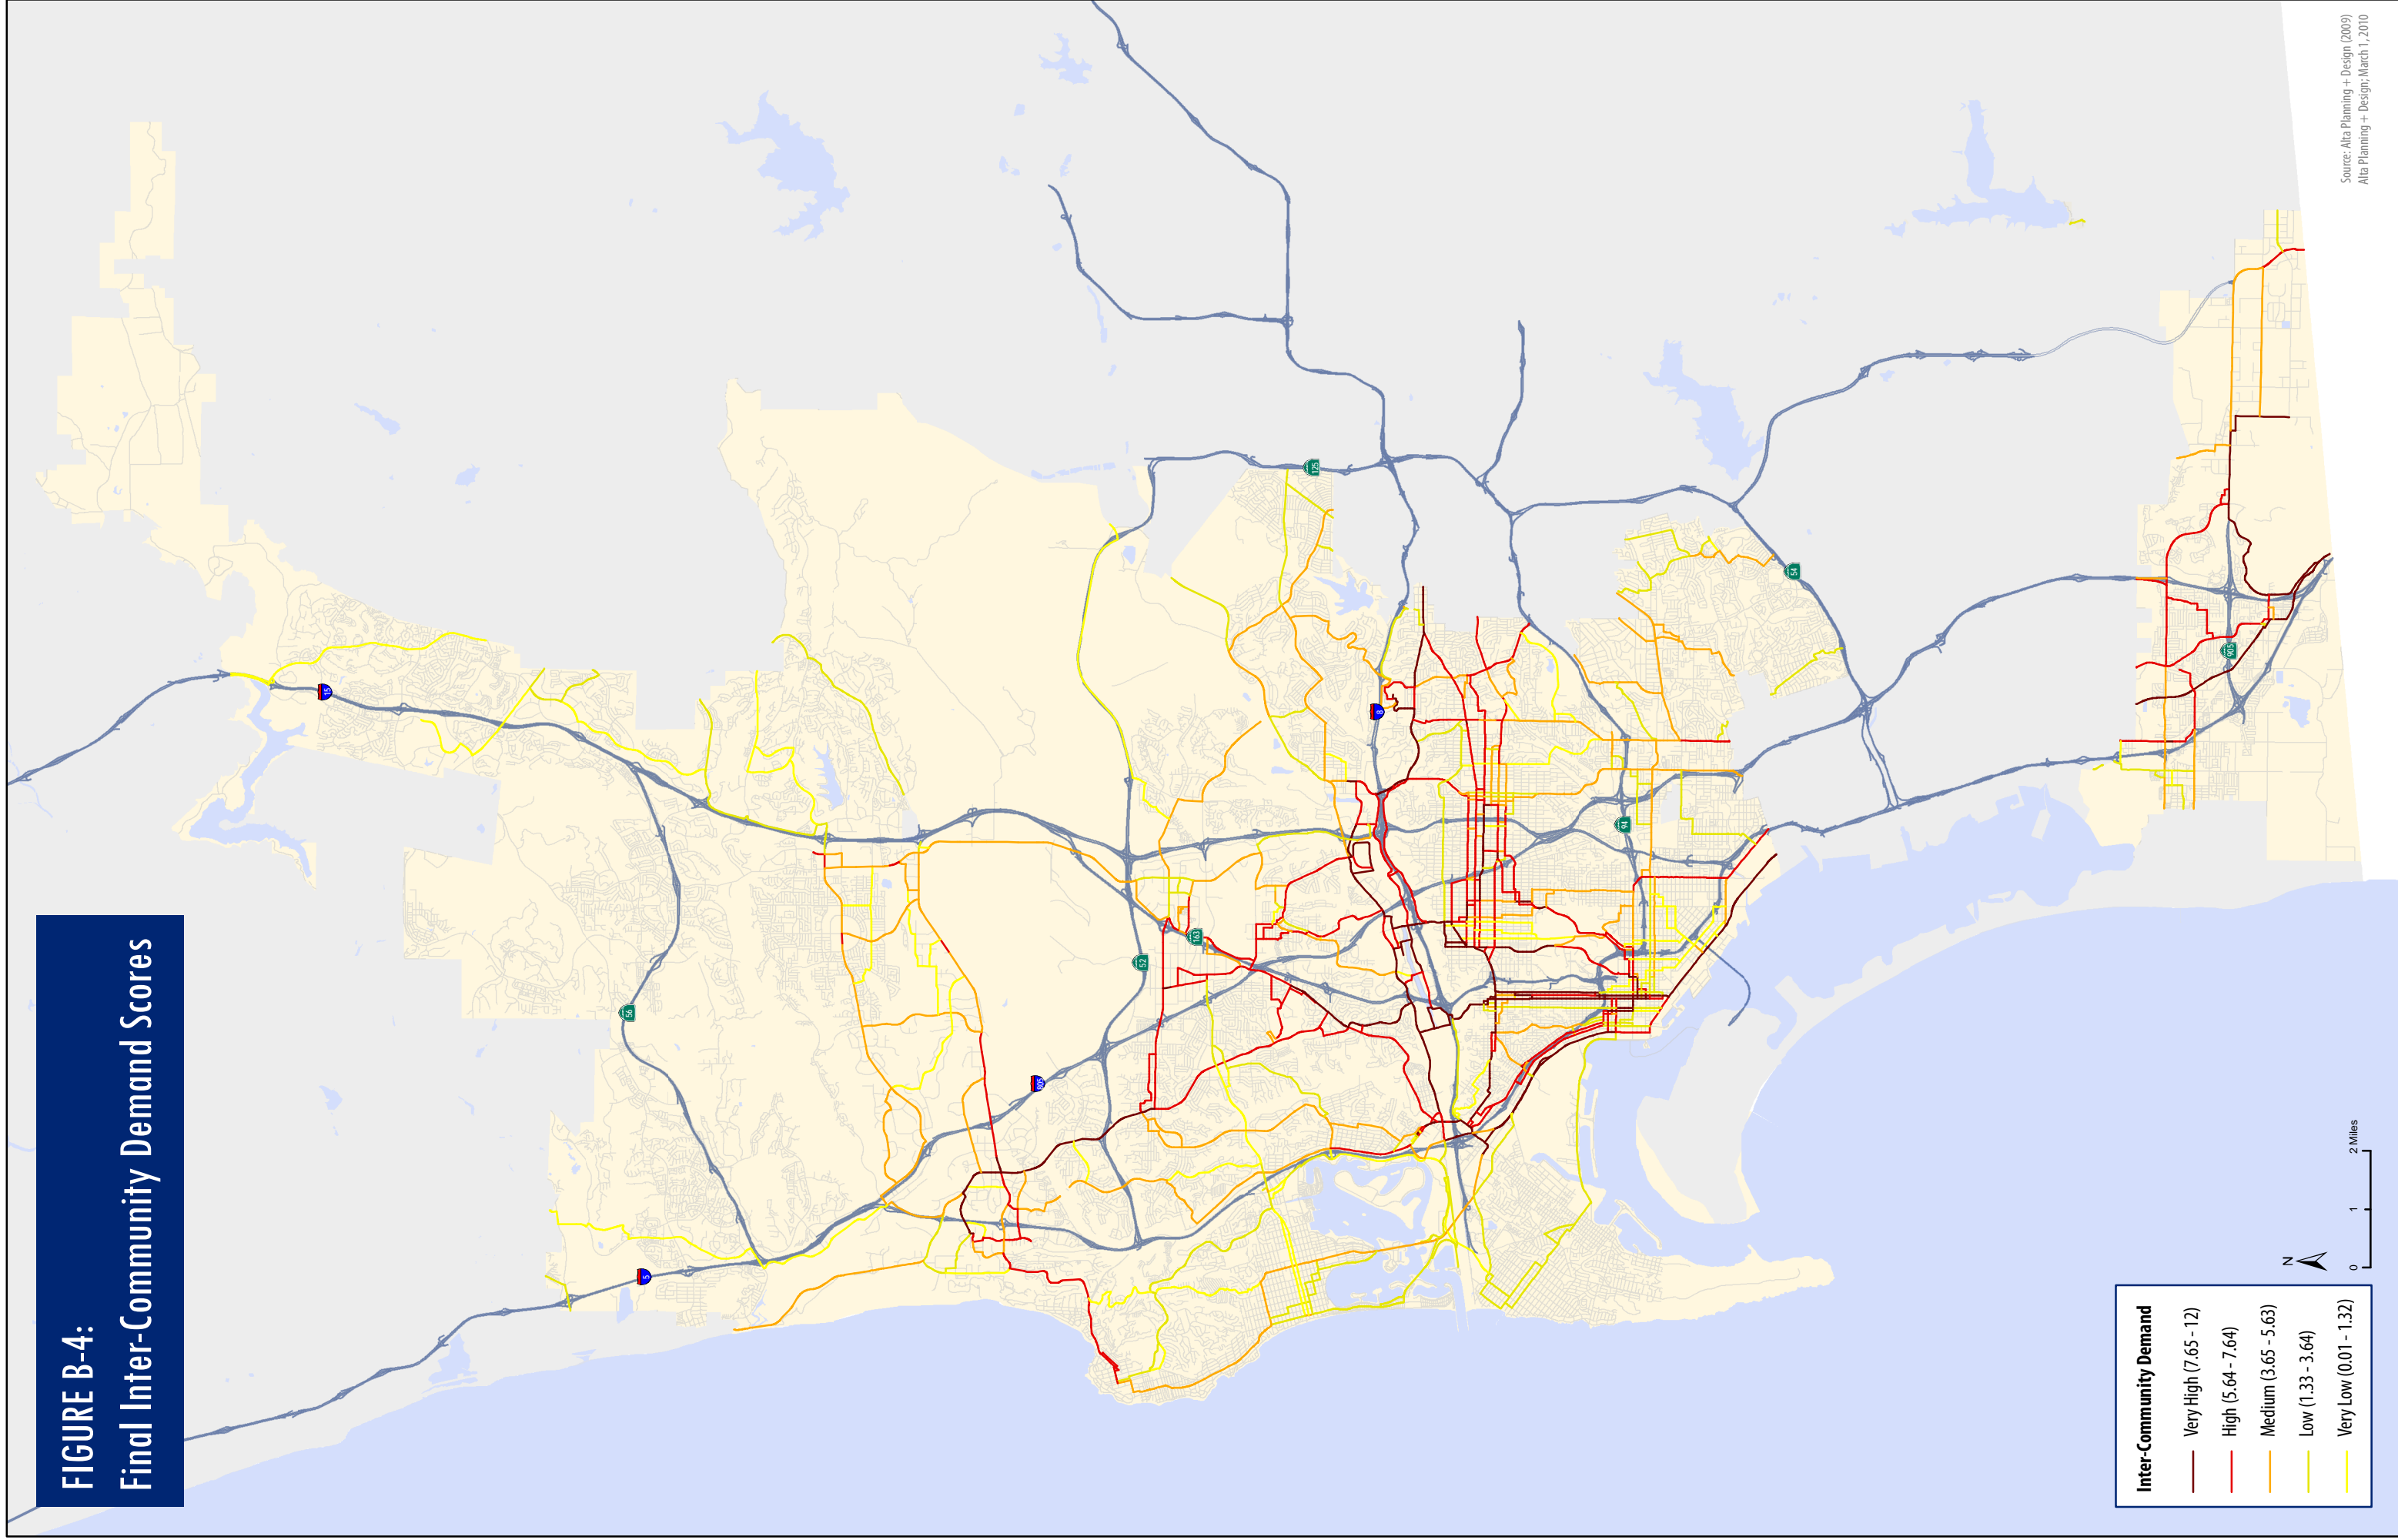 FIGURE B-4:
Final Inter-Community Demand Scores
15
56
5
805
52
163
125
8
94
54
905
Inter-Community Demand
Very High (7.65 - 12)
High (5.64 - 7.64)
Medium (3.65 - 5.63)
Low (1.33 - 3.64)
Very Low (0.01 - 1.32)
N
0 1 2 Miles
Source: Alta Planning + Design (2009)
Alta Planning + Design; March 1, 2010